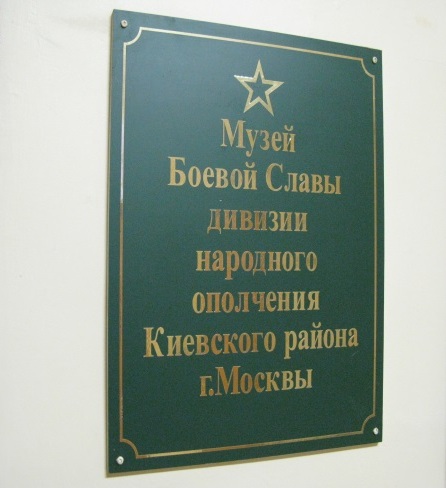 Музей
Боевой Славы
дивизии
народного
ополчения
Киевского района
г.Москвы